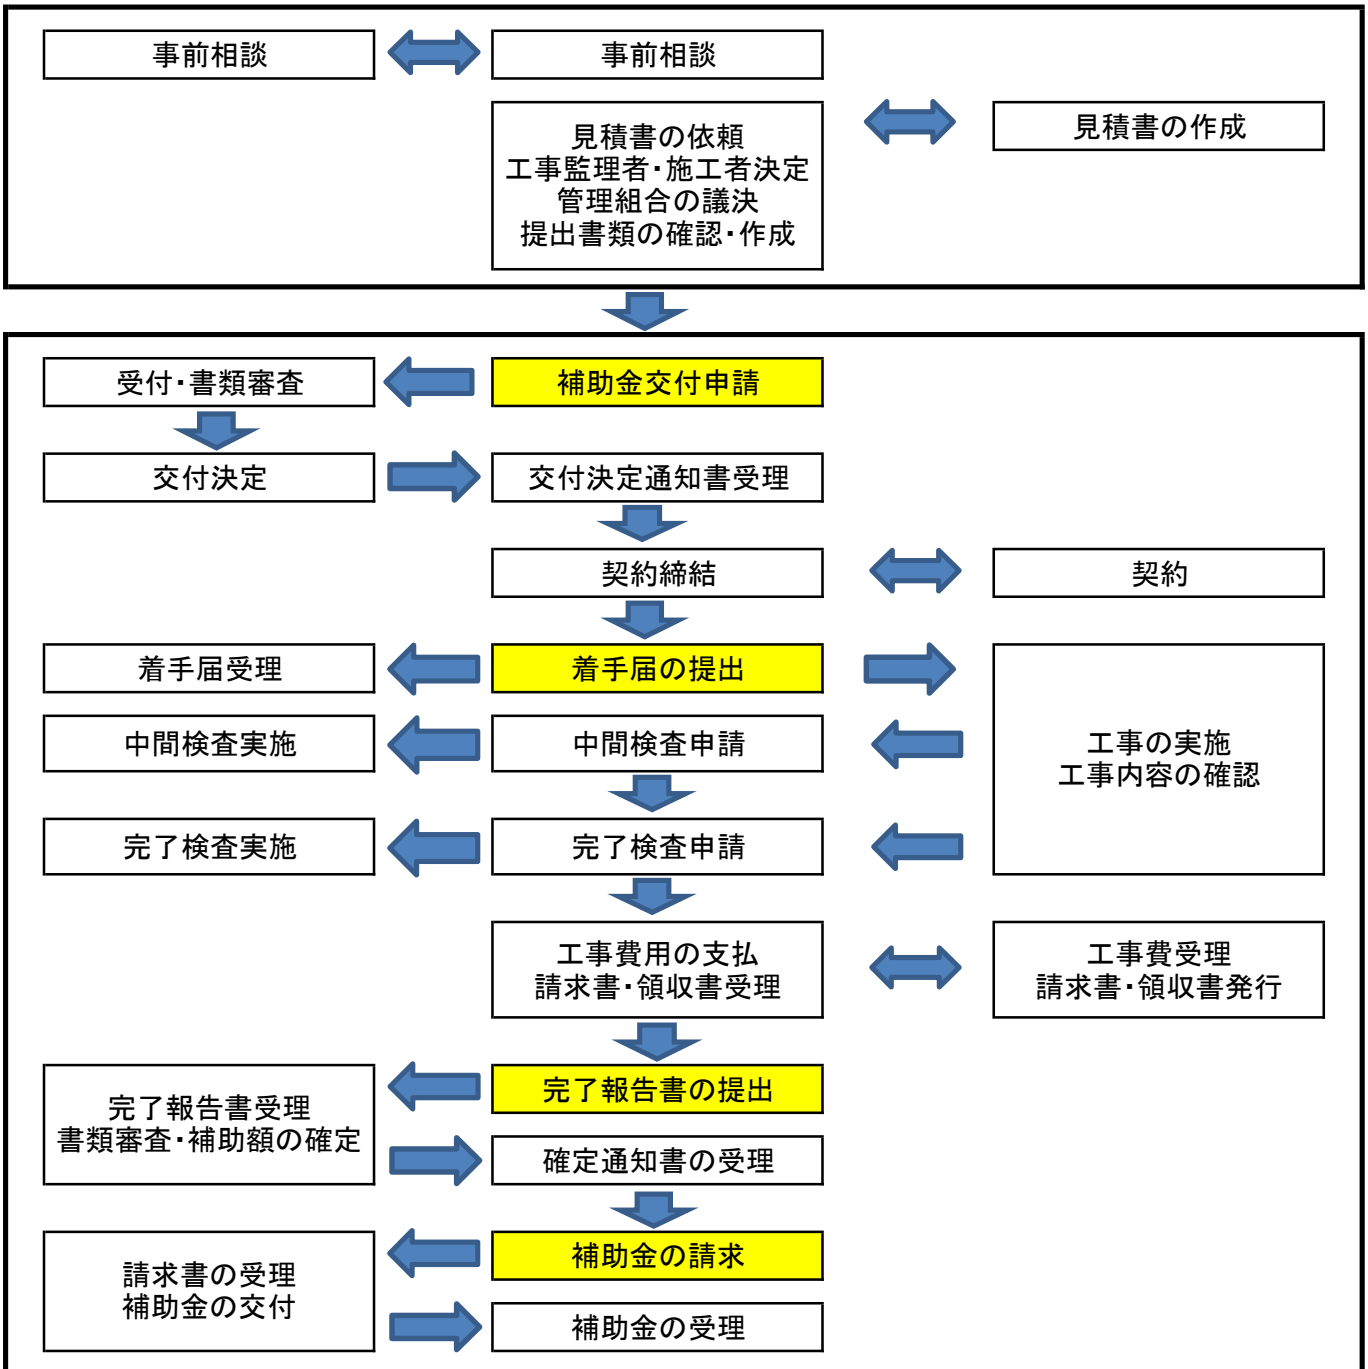 事前相談
事前相談
見積書の依頼
工事監理者・施工者決定
管理組合の議決
提出書類の確認・作成
見積書の作成
受付・書類審査
補助金交付申請
交付決定
交付決定通知書受理
契約締結
契約
着手届受理
着手届の提出
工事の実施
工事内容の確認
中間検査実施
中間検査申請
完了検査実施
完了検査申請
工事費用の支払
請求書・領収書受理
工事費受理
請求書・領収書発行
完了報告書受理
書類審査・補助額の確定
完了報告書の提出
確定通知書の受理
請求書の受理
補助金の交付
補助金の請求
補助金の受理